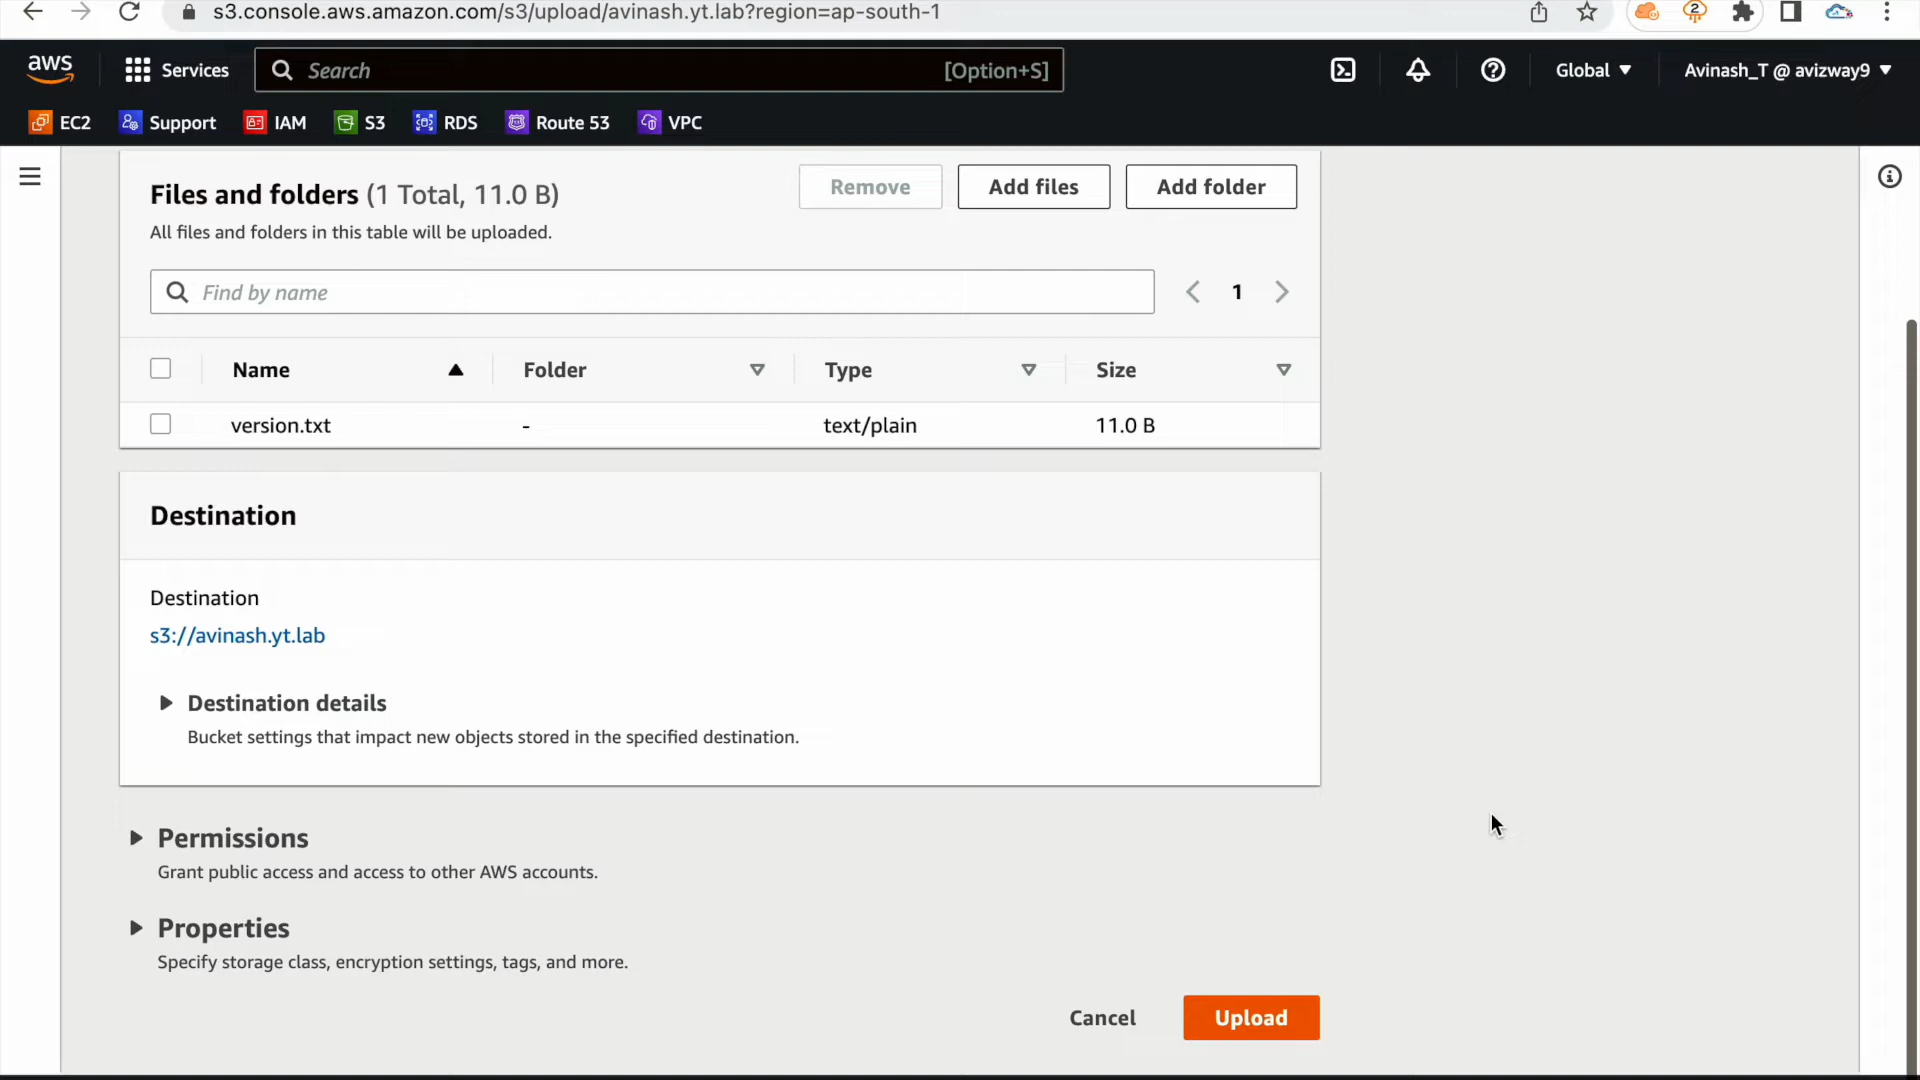 s3.console.aws.amazon.com/s3/upload/avinash.yt.lab?region=ap-south-1
2
aws
Services
Search [Option+S]
Global
Avinash_T @ avizway9
EC2
Support
IAM
S3
RDS
Route 53
VPC
Files and folders (1 Total, 11.0 B)
Remove
Add files
Add folder
All files and folders in this table will be uploaded.
Find by name
1
Name Folder Type Size
version.txt - text/plain 11.0 B
Destination
Destination
s3://avinash.yt.lab
Destination details
Bucket settings that impact new objects stored in the specified destination.
Permissions
Grant public access and access to other AWS accounts.
Properties
Specify storage class, encryption settings, tags, and more.
Cancel
Upload